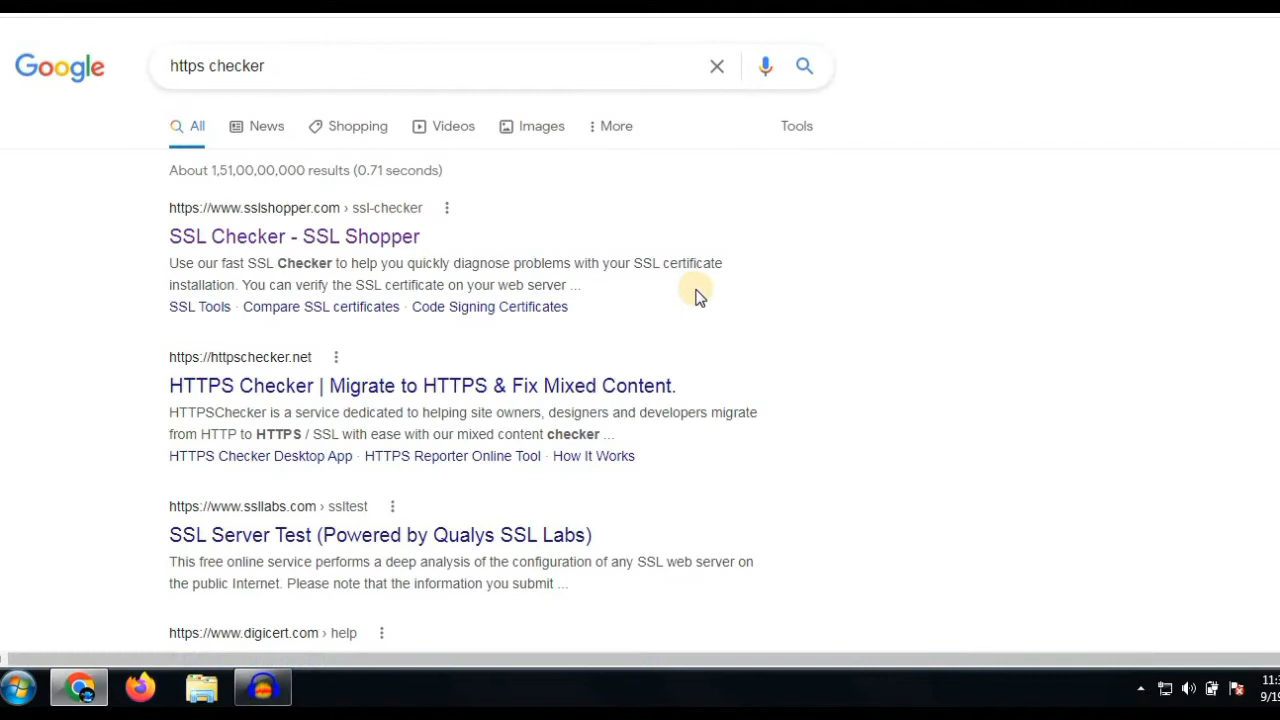 Google
https checker
All News Shopping Videos Images More Tools
About 1,51,00,00,000 results (0.71 seconds)
https://www.sslshopper.com › ssl-checker
SSL Checker - SSL Shopper
Use our fast SSL Checker to help you quickly diagnose problems with your SSL certificate
installation. You can verify the SSL certificate on your web server ...
SSL Tools · Compare SSL certificates · Code Signing Certificates
https://httpschecker.net
HTTPS Checker | Migrate to HTTPS & Fix Mixed Content.
HTTPSChecker is a service dedicated to helping site owners, designers and developers migrate
from HTTP to HTTPS / SSL with ease with our mixed content checker ...
HTTPS Checker Desktop App · HTTPS Reporter Online Tool · How It Works
https://www.ssllabs.com › ssltest
SSL Server Test (Powered by Qualys SSL Labs)
This free online service performs a deep analysis of the configuration of any SSL web server on
the public Internet. Please note that the information you submit ...
https://www.digicert.com › help
11:3
9/19